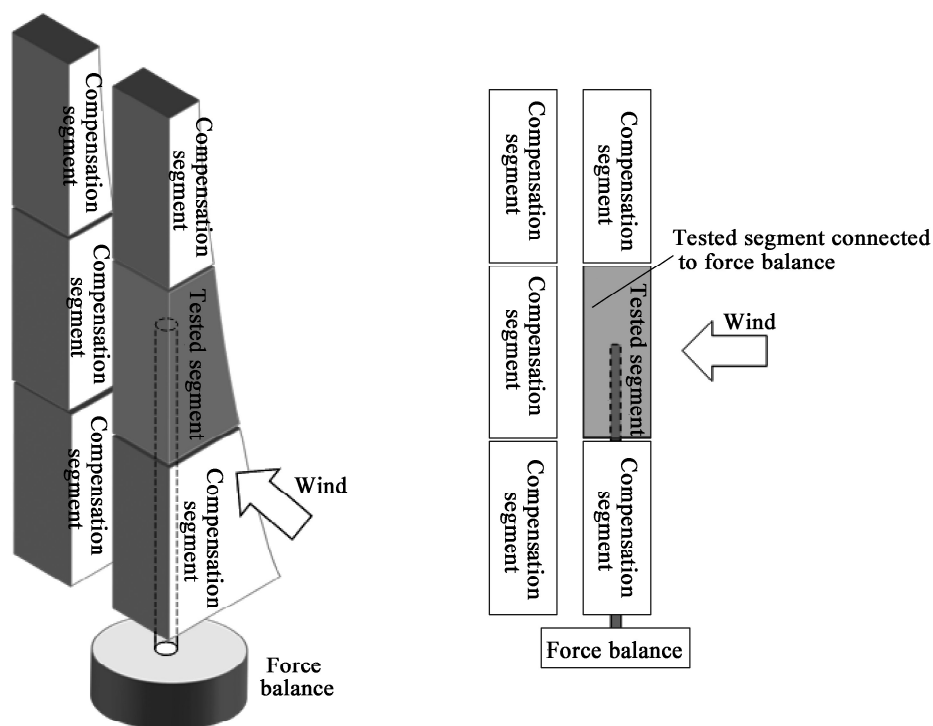 Compensation
segment
Compensation
segment
Compensation
segment
Compensation
segment
Tested segment
Compensation
segment
Wind
Force
balance
Compensation
segment
Compensation
segment
Compensation
segment
Compensation
segment
Tested segment
Compensation
segment
Tested segment connected
to force balance
Wind
Force balance